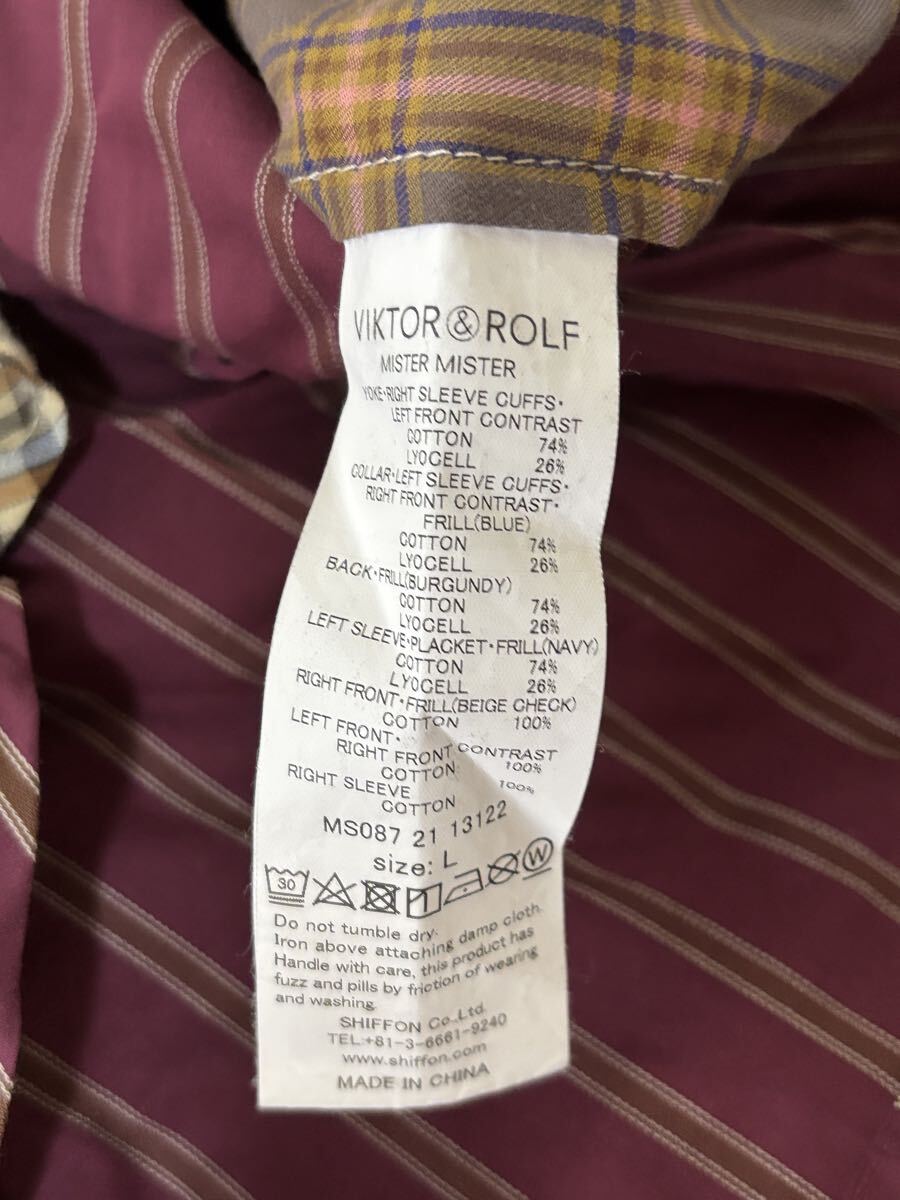 VIKTOR & ROLF
MISTER MISTER
YOKE・RIGHT SLEEVE CUFFS・
LEFT FRONT CONTRAST
COTTON 74%
LYOCELL 26%
COLLAR・LEFT SLEEVE CUFFS・
RIGHT FRONT CONTRAST・
FRILL(BLUE)
COTTON 74%
LYOCELL 26%
BACK・FRILL(BURGUNDY)
COTTON 74%
LYOCELL 26%
LEFT SLEEVE・PLACKET・FRILL(NAVY)
COTTON 74%
LYOCELL 26%
RIGHT FRONT・FRILL(BEIGE CHECK)
COTTON 100%
LEFT FRONT・
RIGHT FRONT CONTRAST
COTTON 100%
RIGHT SLEEVE
COTTON 100%
MS087 21 13122
size: L
30 W
Do not tumble dry.
Iron above attaching damp cloth.
Handle with care, this product has
fuzz and pills by friction of wearing
and washing.
SHIFFON Co.,Ltd.
TEL:+81-3-6661-9240
www.shiffon.com
MADE IN CHINA